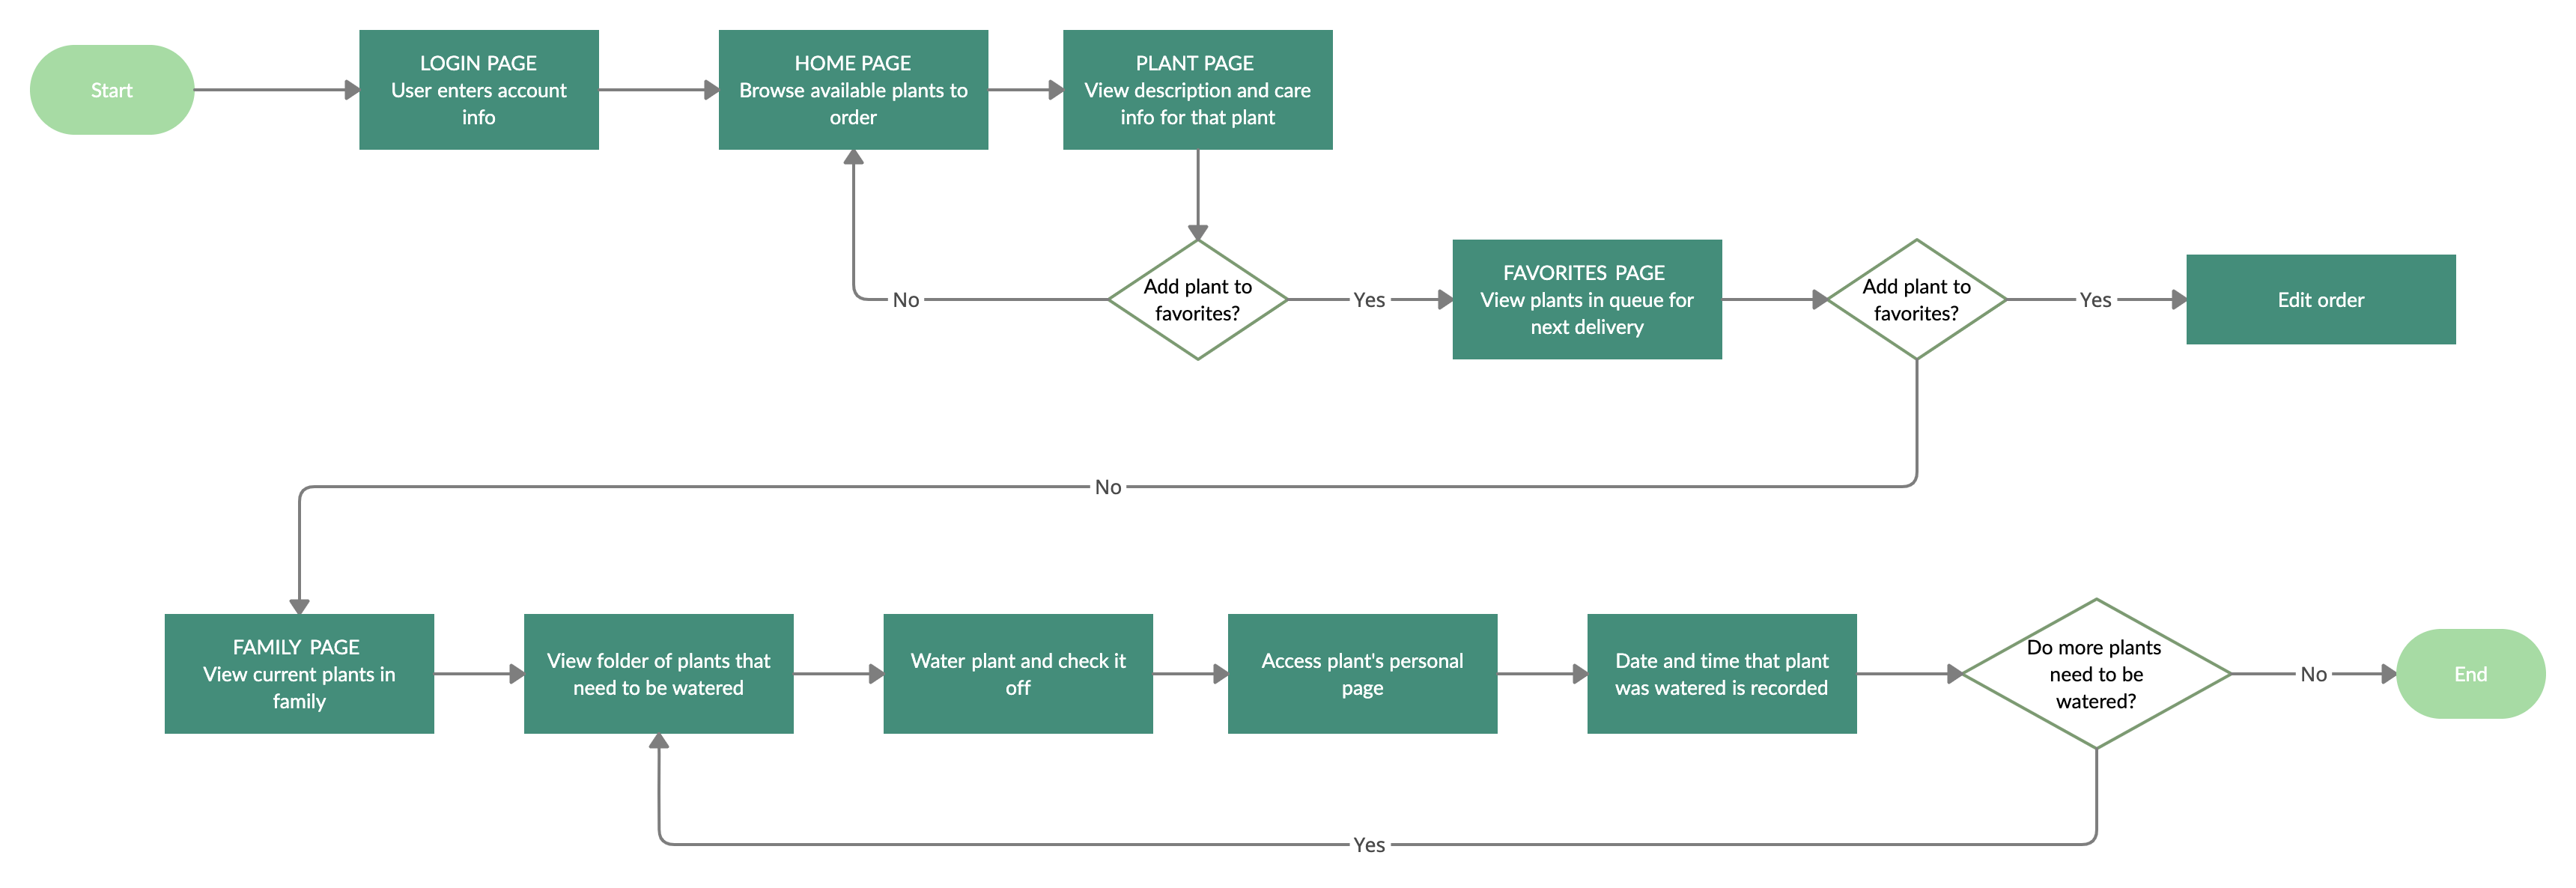 Start
LOGIN PAGE
User enters account
info
HOME PAGE
Browse available plants to
order
PLANT PAGE
View description and care
info for that plant
No
Add plant to
favorites?
Yes
FAVORITES PAGE
View plants in queue for
next delivery
Add plant to
favorites?
Yes
Edit order
No
FAMILY PAGE
View current plants in
family
View folder of plants that
need to be watered
Water plant and check it
off
Access plant's personal
page
Date and time that plant
was watered is recorded
Do more plants
need to be
watered?
No
End
Yes